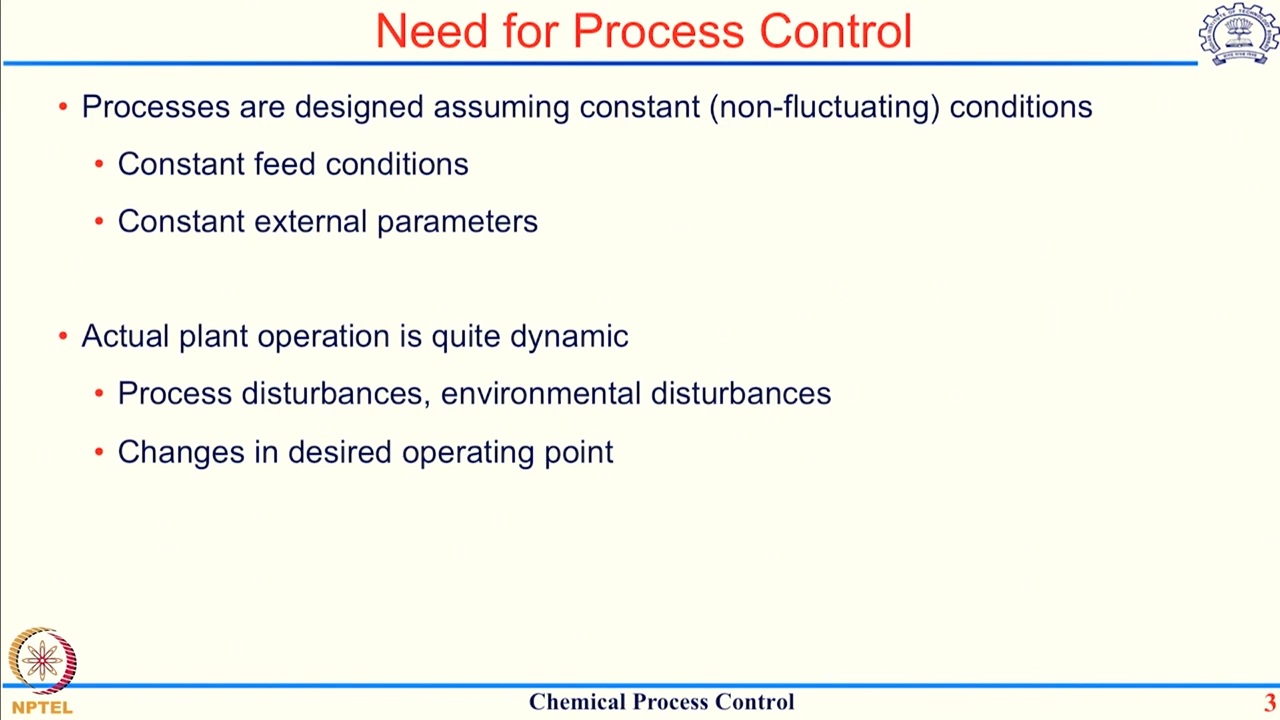 Need for Process Control
• Processes are designed assuming constant (non-fluctuating) conditions
• Constant feed conditions
• Constant external parameters
• Actual plant operation is quite dynamic
• Process disturbances, environmental disturbances
• Changes in desired operating point
NPTEL
Chemical Process Control
3